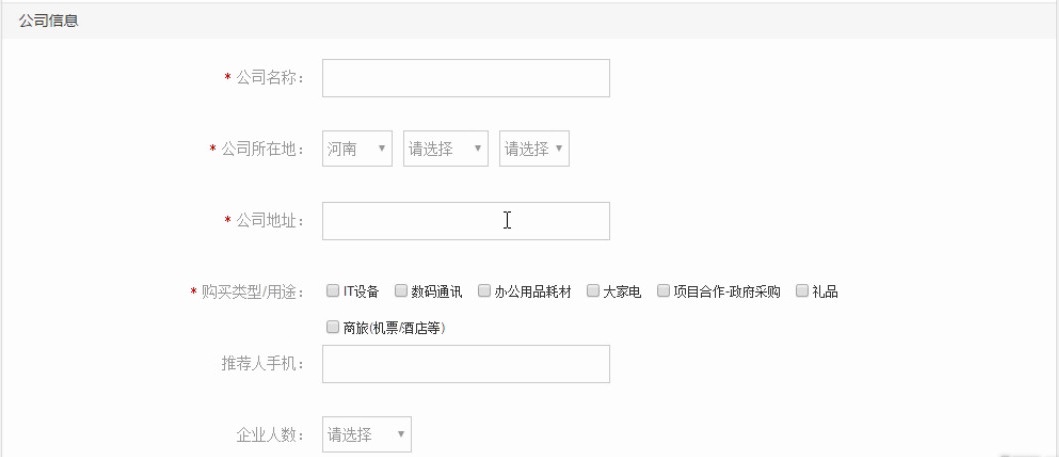 公司信息
* 公司名称：
* 公司所在地： 河南 请选择 请选择
* 公司地址：
* 购买类型/用途： IT设备 数码通讯 办公用品耗材 大家电 项目合作-政府采购 礼品
商旅(机票/酒店等)
推荐人手机：
企业人数： 请选择